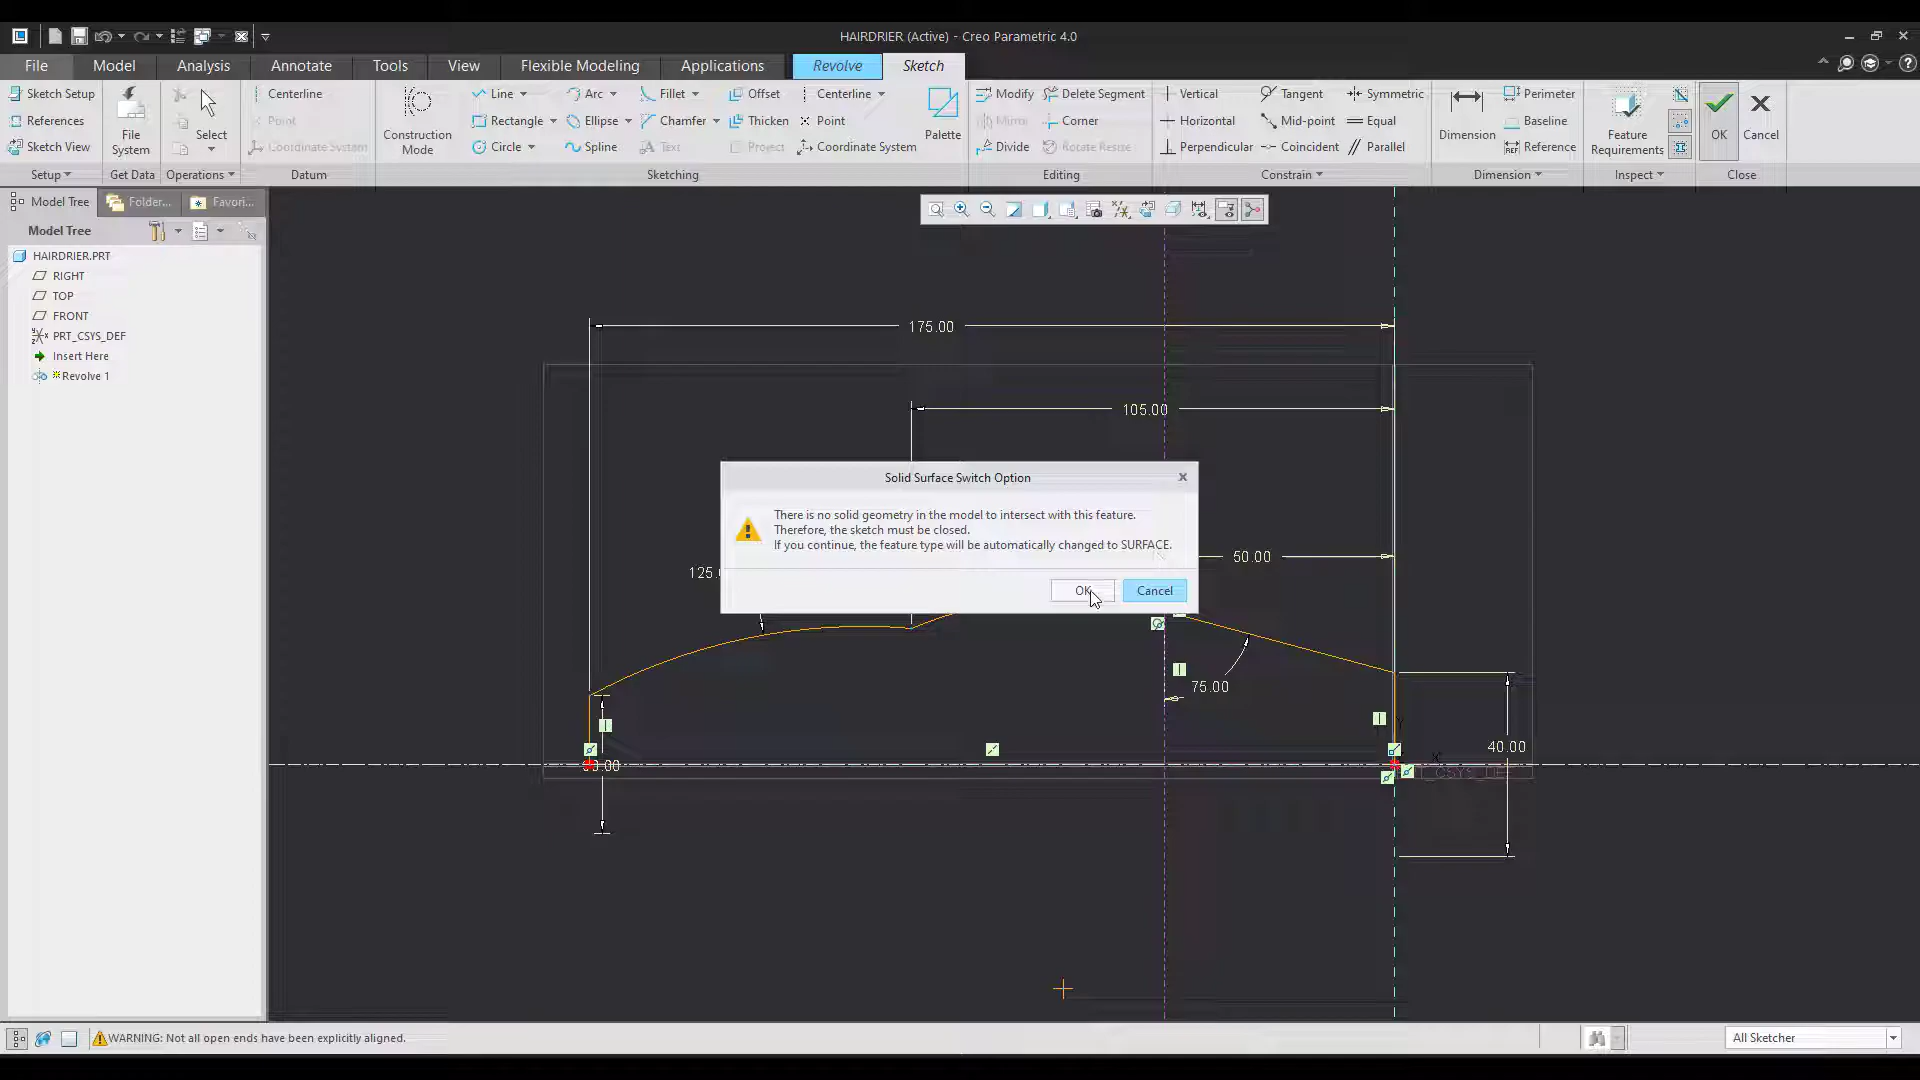 HAIRDRIER (Active) - Creo Parametric 4.0
File Model Analysis Annotate Tools View Flexible Modeling Applications Revolve Sketch
Sketch Setup
References
Sketch View
Setup
File System
Get Data
Select
Operations
Centerline
Point
Coordinate System
Datum
Construction Mode
Line Arc Fillet Offset Centerline
Rectangle Ellipse Chamfer Thicken Point
Circle Spline Text Project Coordinate System
Palette
Sketching
Modify Delete Segment
Mirror Corner
Divide Rotate Resize
Editing
Vertical Tangent Symmetric
Horizontal Mid-point Equal
Perpendicular Coincident Parallel
Constrain
Dimension
Perimeter
Baseline
REF Reference
Dimension
Feature Requirements
Inspect
OK
Cancel
Close
Model Tree Folder... Favori...
Model Tree
HAIRDRIER.PRT
RIGHT
TOP
FRONT
PRT_CSYS_DEF
Insert Here
Revolve 1
175.00
105.00
Solid Surface Switch Option
There is no solid geometry in the model to intersect with this feature.
Therefore, the sketch must be closed.
If you continue, the feature type will be automatically changed to SURFACE.
OK Cancel
125.
50.00
75.00
40.00
WARNING: Not all open ends have been explicitly aligned.
All Sketcher